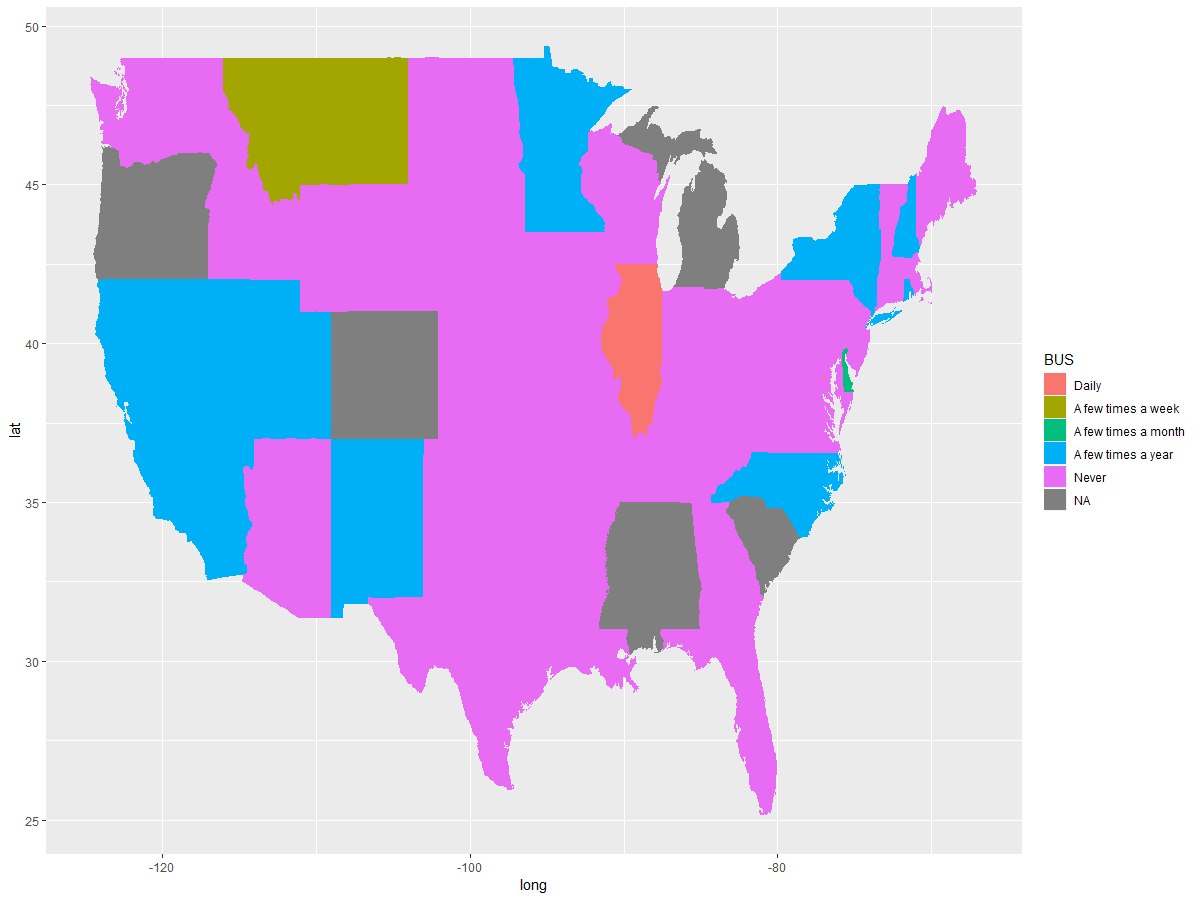 50
45
40
35
30
25
lat
-120
-100
-80
long
BUS
Daily
A few times a week
A few times a month
A few times a year
Never
NA